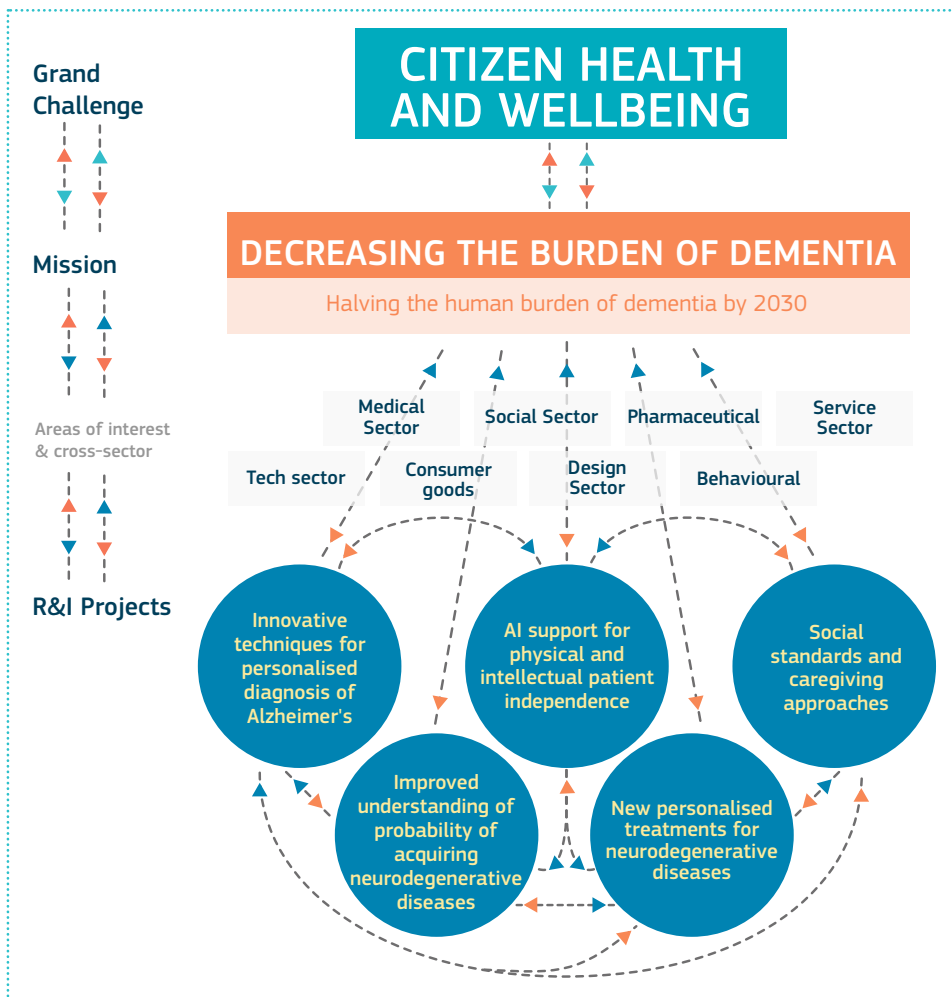 Grand
Challenge
CITIZEN HEALTH
AND WELLBEING
Mission
DECREASING THE BURDEN OF DEMENTIA
Halving the human burden of dementia by 2030
Areas of interest
& cross-sector
Medical
Sector
Social Sector
Pharmaceutical
Service
Sector
Tech sector
Consumer
goods
Design
Sector
Behavioural
R&I Projects
Innovative
techniques for
personalised
diagnosis of
Alzheimer's
AI support for
physical and
intellectual patient
independence
Social
standards and
caregiving
approaches
Improved
understanding of
probability of
acquiring
neurodegenerative
diseases
New personalised
treatments for
neurodegenerative
diseases